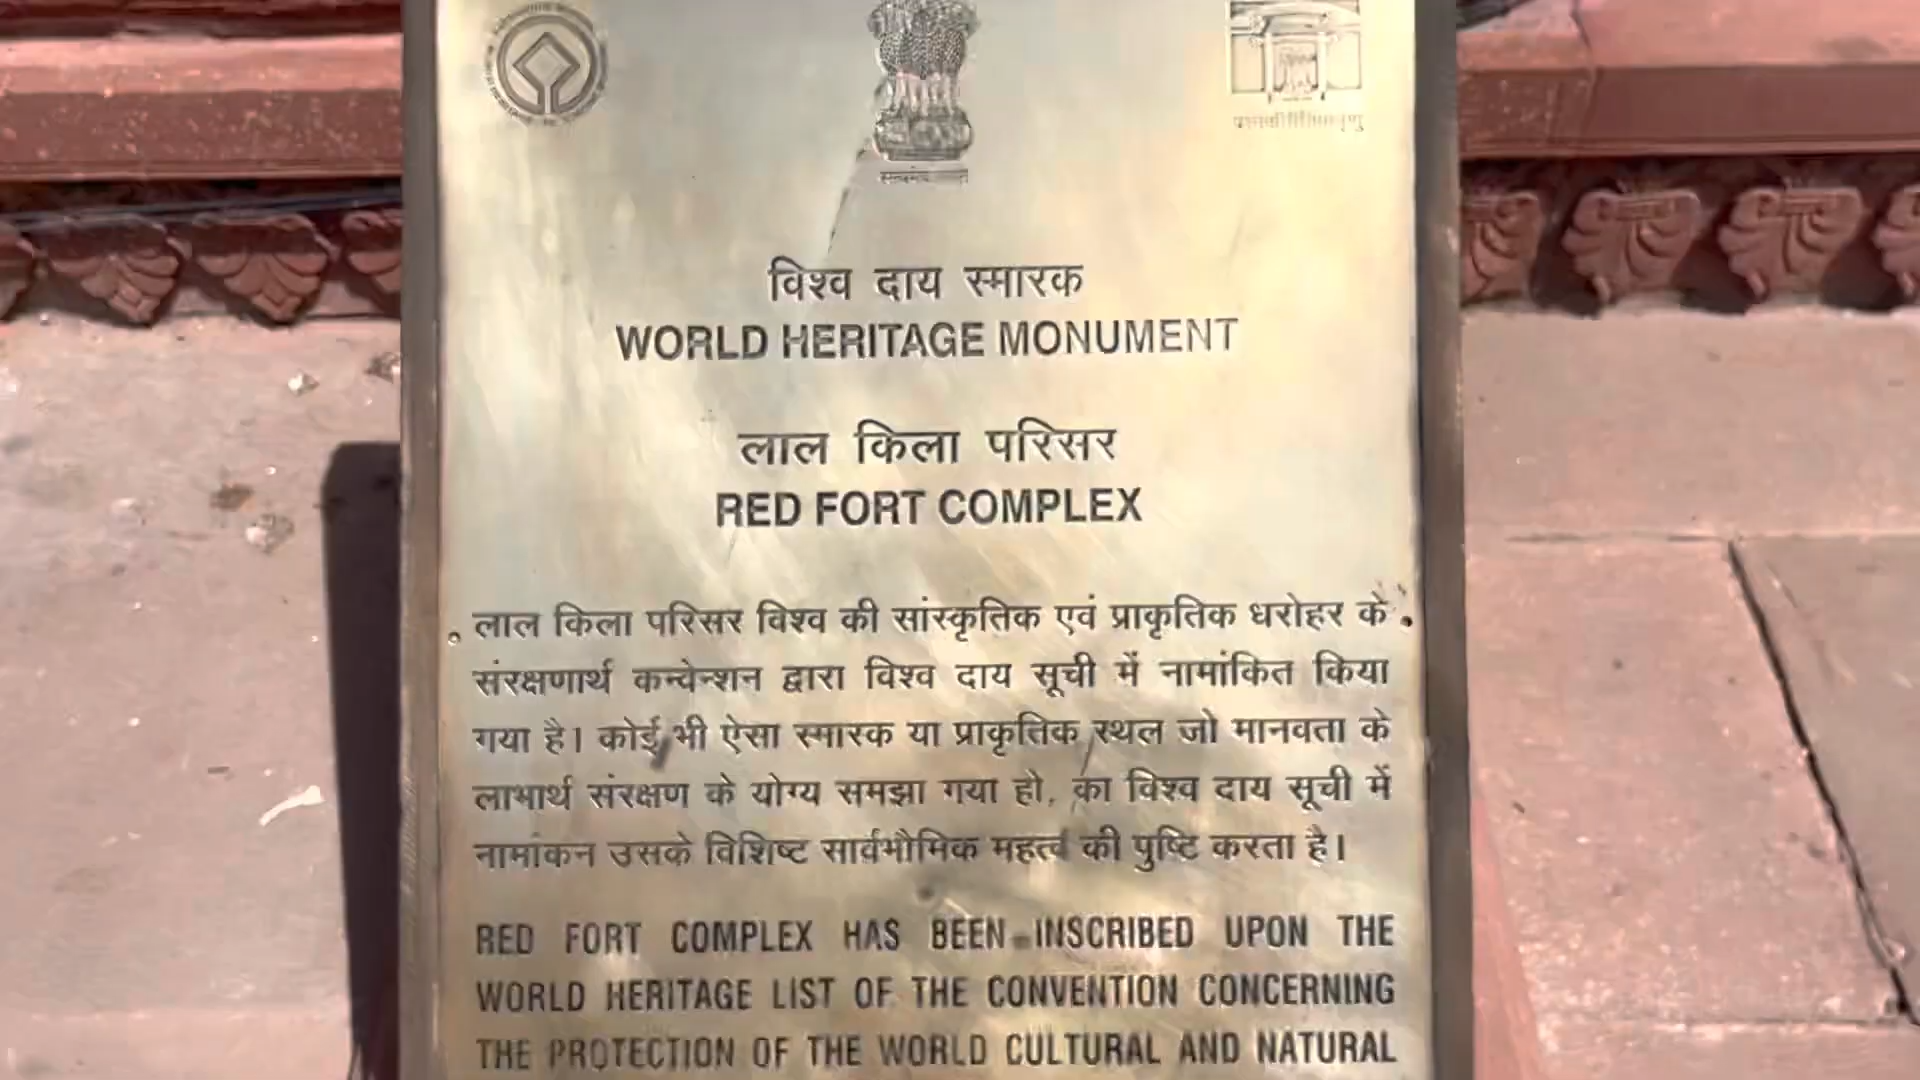 विश्व दाय स्मारक
WORLD HERITAGE MONUMENT
लाल किला परिसर
RED FORT COMPLEX
लाल किला परिसर विश्व की सांस्कृतिक एवं प्राकृतिक धरोहर के
संरक्षणार्थ कन्वेन्शन द्वारा विश्व दाय सूची में नामांकित किया
गया है। कोई भी ऐसा स्मारक या प्राकृतिक स्थल जो मानवता के
लाभार्थ संरक्षण के योग्य समझा गया हो, का विश्व दाय सूची में
नामांकन उसके विशिष्ट सार्वभौमिक महत्व की पुष्टि करता है।
RED FORT COMPLEX HAS BEEN INSCRIBED UPON THE
WORLD HERITAGE LIST OF THE CONVENTION CONCERNING
THE PROTECTION OF THE WORLD CULTURAL AND NATURAL